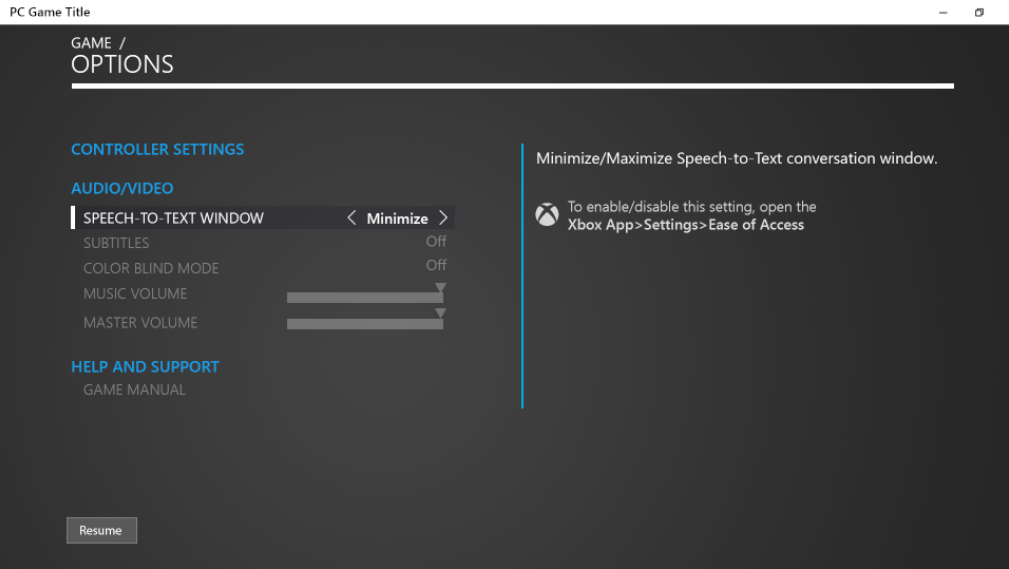 PC Game Title
GAME /
OPTIONS
CONTROLLER SETTINGS
AUDIO/VIDEO
SPEECH-TO-TEXT WINDOW < Minimize >
SUBTITLES Off
COLOR BLIND MODE Off
MUSIC VOLUME
MASTER VOLUME
HELP AND SUPPORT
GAME MANUAL
Minimize/Maximize Speech-to-Text conversation window.
To enable/disable this setting, open the
Xbox App>Settings>Ease of Access
Resume